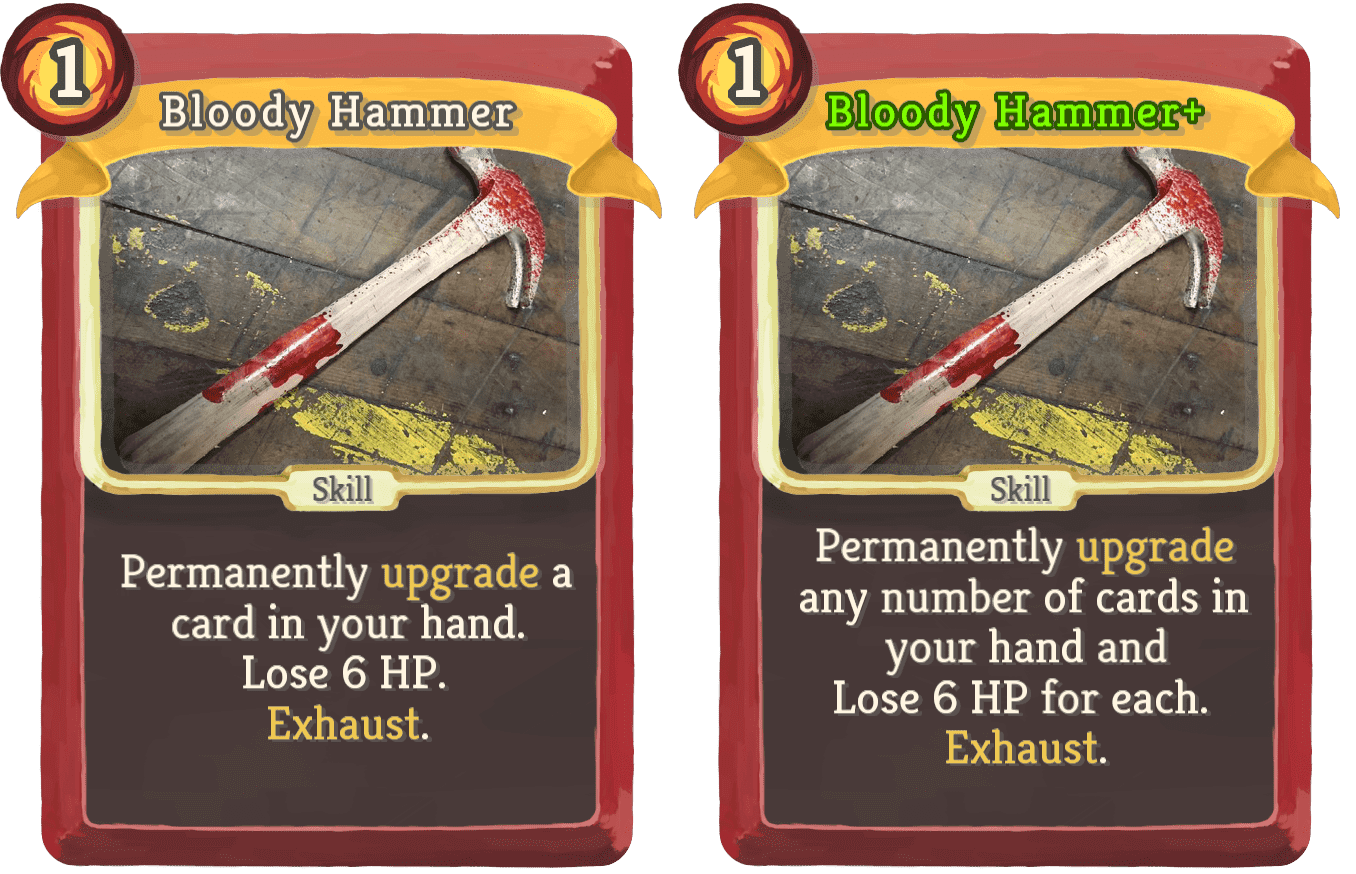 1
Bloody Hammer
Skill
Permanently upgrade a
card in your hand.
Lose 6 HP.
Exhaust.
1
Bloody Hammer+
Skill
Permanently upgrade
any number of cards in
your hand and
Lose 6 HP for each.
Exhaust.